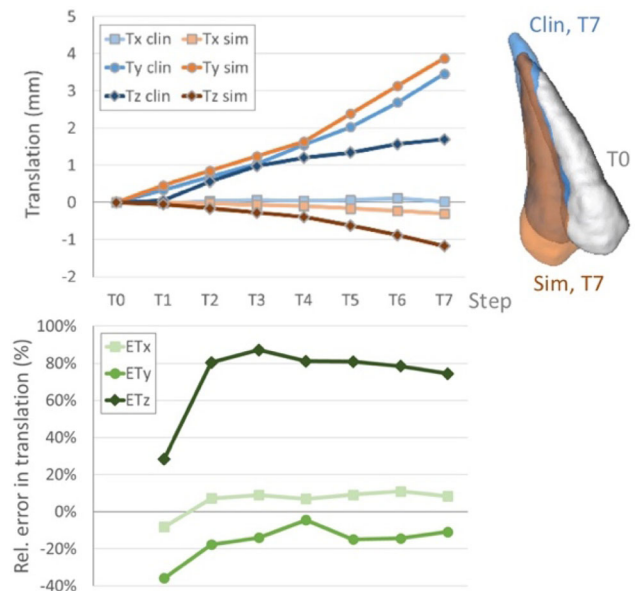 Tx clin Tx sim
Ty clin Ty sim
Tz clin Tz sim
Translation (mm)
5
4
3
2
1
0
-1
-2
T0 T1 T2 T3 T4 T5 T6 T7 Step
Clin, T7
T0
Sim, T7
ETx
ETy
ETz
Rel. error in translation (%)
100%
80%
60%
40%
20%
0%
-20%
-40%